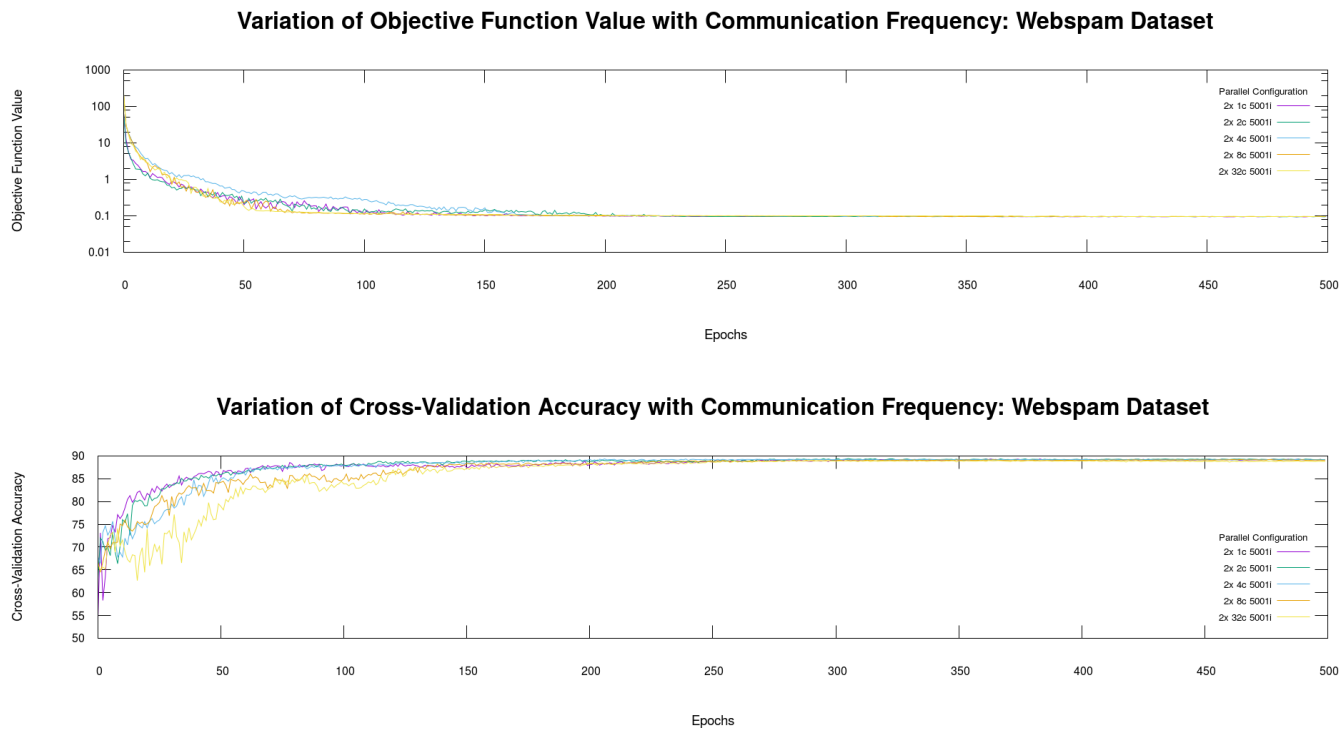 Variation of Objective Function Value with Communication Frequency: Webspam Dataset
Objective Function Value
1000
100
10
1
0.1
0.01
Parallel Configuration
2x 1c 5001i
2x 2c 5001i
2x 4c 5001i
2x 8c 5001i
2x 32c 5001i
0 50 100 150 200 250 300 350 400 450 500
Epochs
Variation of Cross-Validation Accuracy with Communication Frequency: Webspam Dataset
Cross-Validation Accuracy
90
85
80
75
70
65
60
55
50
Parallel Configuration
2x 1c 5001i
2x 2c 5001i
2x 4c 5001i
2x 8c 5001i
2x 32c 5001i
0 50 100 150 200 250 300 350 400 450 500
Epochs